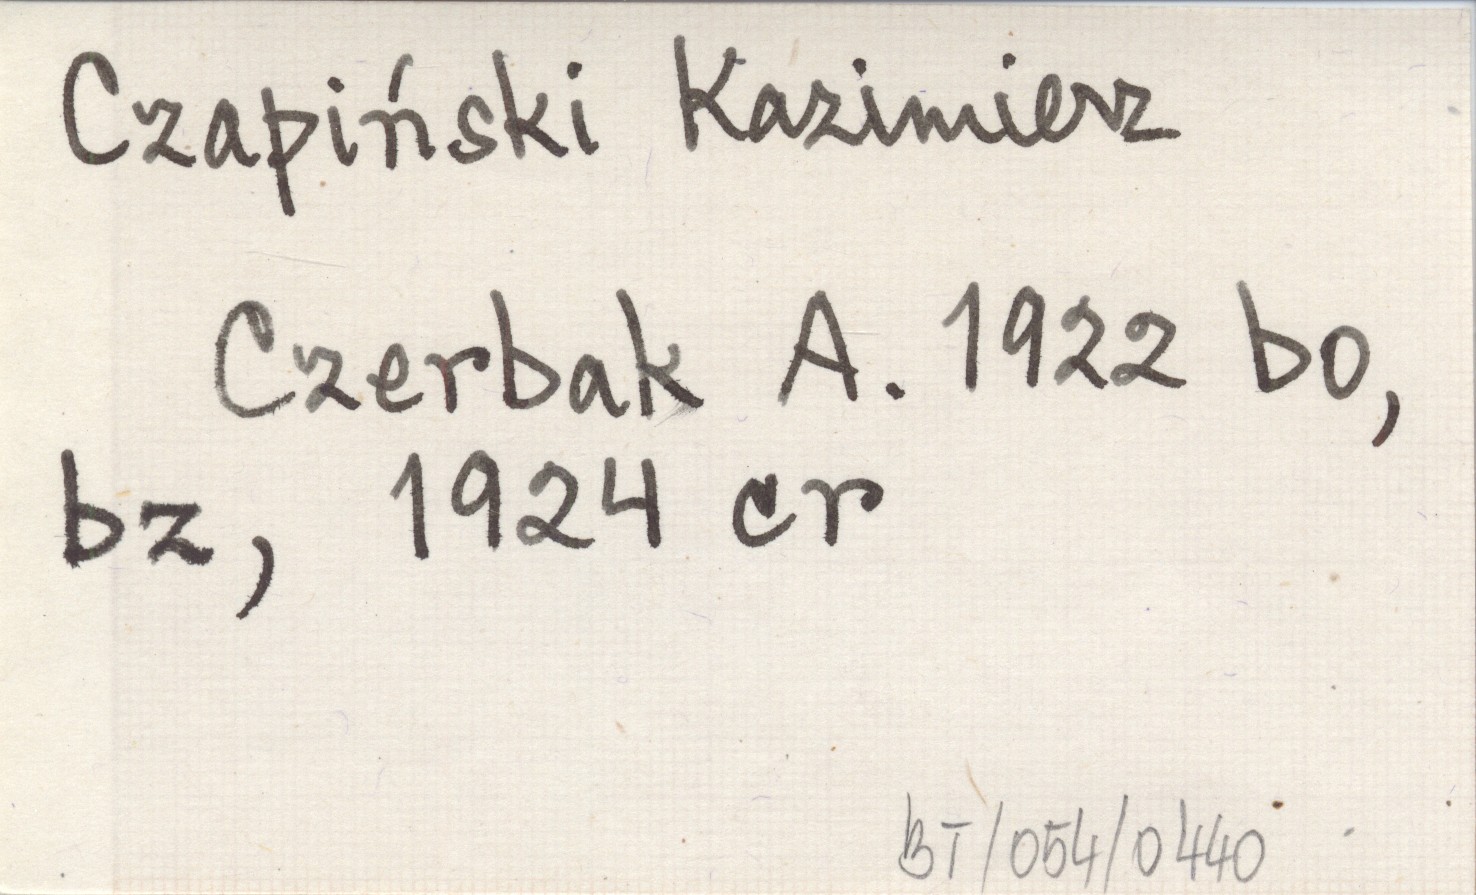 Czapiński Kazimierz
Czerbak A. 1922 bo,
bz, 1924 cr
BT/054/0440